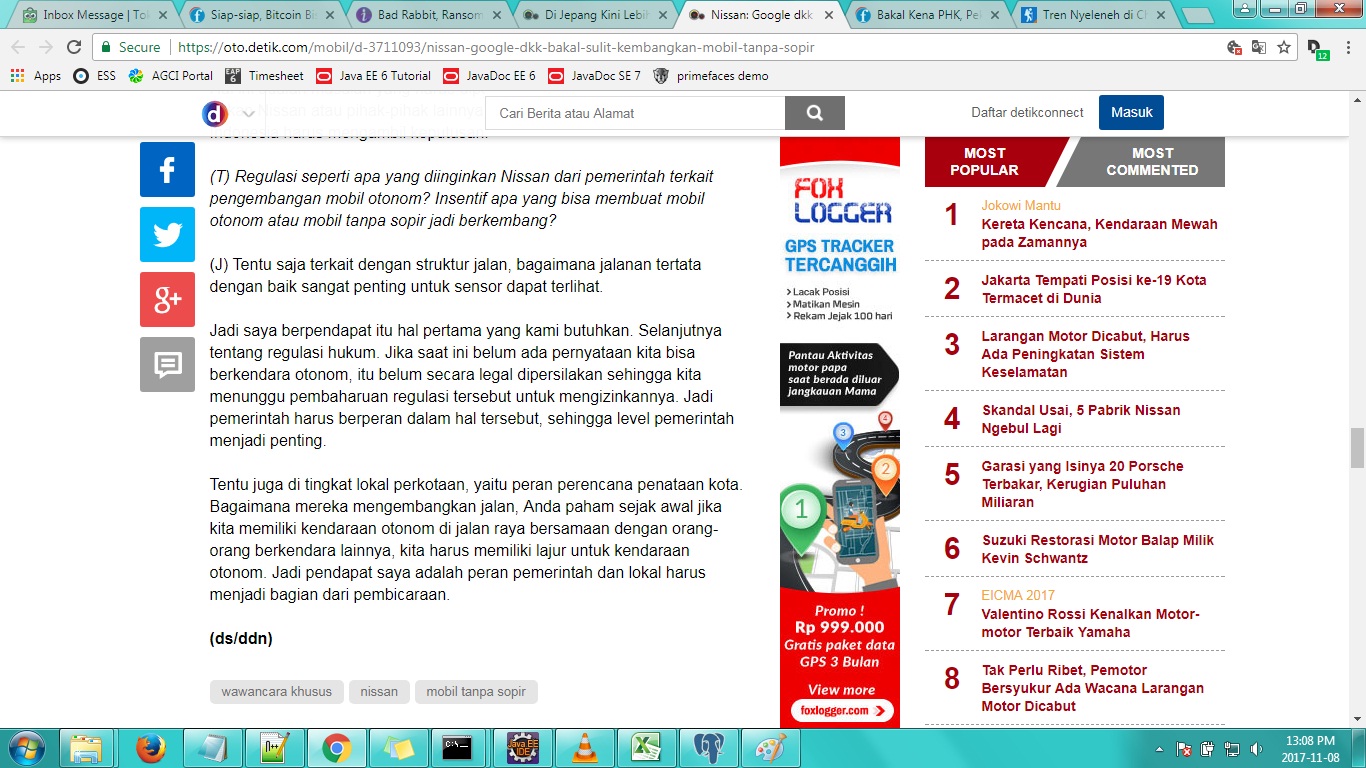 Inbox Message | Tok
Siap-siap, Bitcoin Bi
Bad Rabbit, Ransom
Di Jepang Kini Lebih
Nissan: Google dkk
Bakal Kena PHK, Pek
Tren Nyeleneh di Ch
Secure | https://oto.detik.com/mobil/d-3711093/nissan-google-dkk-bakal-sulit-kembangkan-mobil-tanpa-sopir
12
Apps ESS AGCI Portal EAP 6 Timesheet Java EE 6 Tutorial JavaDoc EE 6 JavaDoc SE 7 primefaces demo
d
Nissan atau pihak-pihak lainnya
Cari Berita atau Alamat
Daftar detikconnect
Masuk
Indonesia harus mengambil keputusan.
(T) Regulasi seperti apa yang diinginkan Nissan dari pemerintah terkait
pengembangan mobil otonom? Insentif apa yang bisa membuat mobil
otonom atau mobil tanpa sopir jadi berkembang?
(J) Tentu saja terkait dengan struktur jalan, bagaimana jalanan tertata
dengan baik sangat penting untuk sensor dapat terlihat.
Jadi saya berpendapat itu hal pertama yang kami butuhkan. Selanjutnya
tentang regulasi hukum. Jika saat ini belum ada pernyataan kita bisa
berkendara otonom, itu belum secara legal dipersilakan sehingga kita
menunggu pembaharuan regulasi tersebut untuk mengizinkannya. Jadi
pemerintah harus berperan dalam hal tersebut, sehingga level pemerintah
menjadi penting.
Tentu juga di tingkat lokal perkotaan, yaitu peran perencana penataan kota.
Bagaimana mereka mengembangkan jalan, Anda paham sejak awal jika
kita memiliki kendaraan otonom di jalan raya bersamaan dengan orang-
orang berkendara lainnya, kita harus memiliki lajur untuk kendaraan
otonom. Jadi pendapat saya adalah peran pemerintah dan lokal harus
menjadi bagian dari pembicaraan.
(ds/ddn)
wawancara khusus
nissan
mobil tanpa sopir
f
g+
FOX
LOGGER
GPS TRACKER
TERCANGGIH
Lacak Posisi
Matikan Mesin
Rekam Jejak 100 hari
Pantau Aktivitas
motor papa
saat berada diluar
jangkauan Mama
4
3
2
1
Promo !
Rp 999.000
Gratis paket data
GPS 3 Bulan
View more
foxlogger.com
MOST
POPULAR
MOST
COMMENTED
1
Jokowi Mantu
Kereta Kencana, Kendaraan Mewah
pada Zamannya
2
Jakarta Tempati Posisi ke-19 Kota
Termacet di Dunia
3
Larangan Motor Dicabut, Harus
Ada Peningkatan Sistem
Keselamatan
4
Skandal Usai, 5 Pabrik Nissan
Ngebul Lagi
5
Garasi yang Isinya 20 Porsche
Terbakar, Kerugian Puluhan
Miliaran
6
Suzuki Restorasi Motor Balap Milik
Kevin Schwantz
7
EICMA 2017
Valentino Rossi Kenalkan Motor-
motor Terbaik Yamaha
8
Tak Perlu Ribet, Pemotor
Bersyukur Ada Wacana Larangan
Motor Dicabut
Java EE
IDE
13:08 PM
2017-11-08